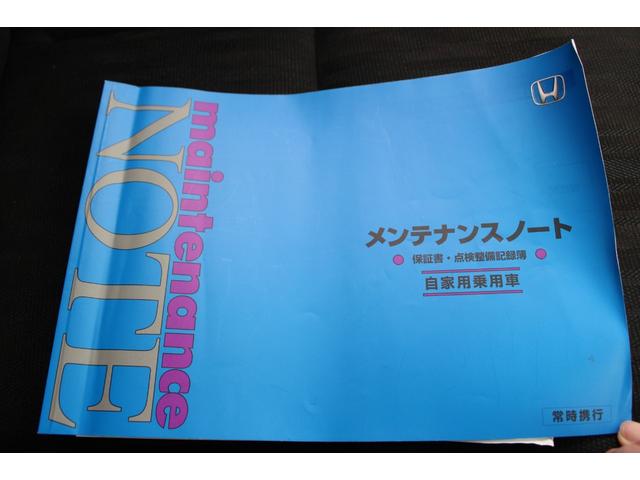 maintenance
NOTE
メンテナンスノート
保証書・点検整備記録簿
自家用乗用車
常時携行